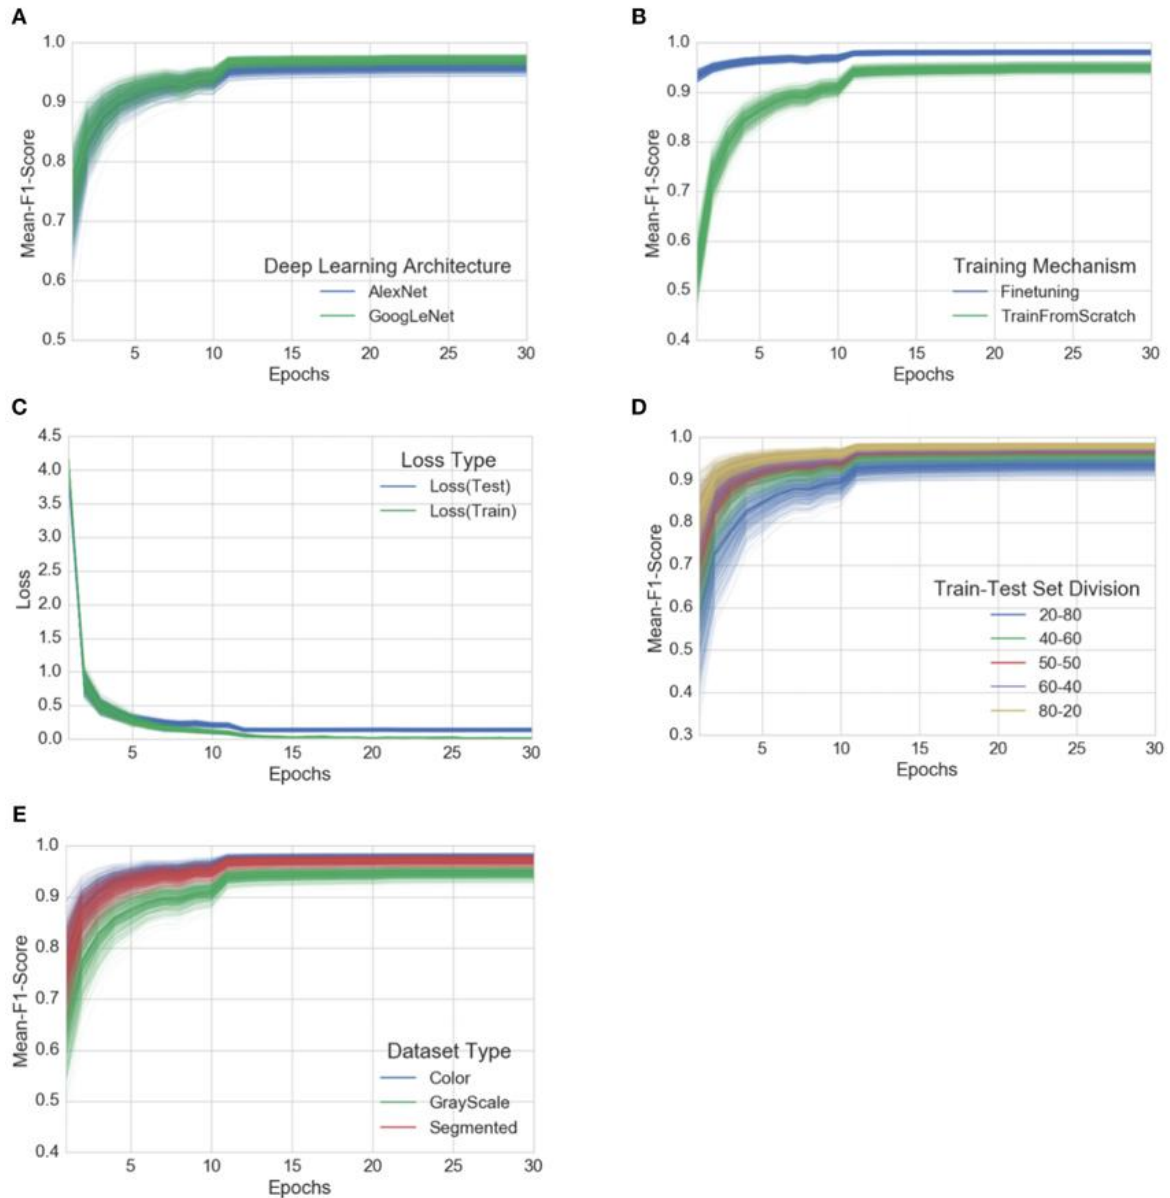 A
1.0
0.9
0.8
0.7
0.6
0.5
Mean-F1-Score
Deep Learning Architecture
AlexNet
GoogLeNet
5 10 15 20 25 30
Epochs
B
1.0
0.9
0.8
0.7
0.6
0.5
0.4
Mean-F1-Score
Training Mechanism
Finetuning
TrainFromScratch
5 10 15 20 25 30
Epochs
C
4.5
4.0
3.5
3.0
2.5
2.0
1.5
1.0
0.5
0.0
Loss
Loss Type
Loss(Test)
Loss(Train)
5 10 15 20 25 30
Epochs
D
1.0
0.9
0.8
0.7
0.6
0.5
0.4
0.3
Mean-F1-Score
Train-Test Set Division
20-80
40-60
50-50
60-40
80-20
5 10 15 20 25 30
Epochs
E
1.0
0.9
0.8
0.7
0.6
0.5
0.4
Mean-F1-Score
Dataset Type
Color
GrayScale
Segmented
5 10 15 20 25 30
Epochs